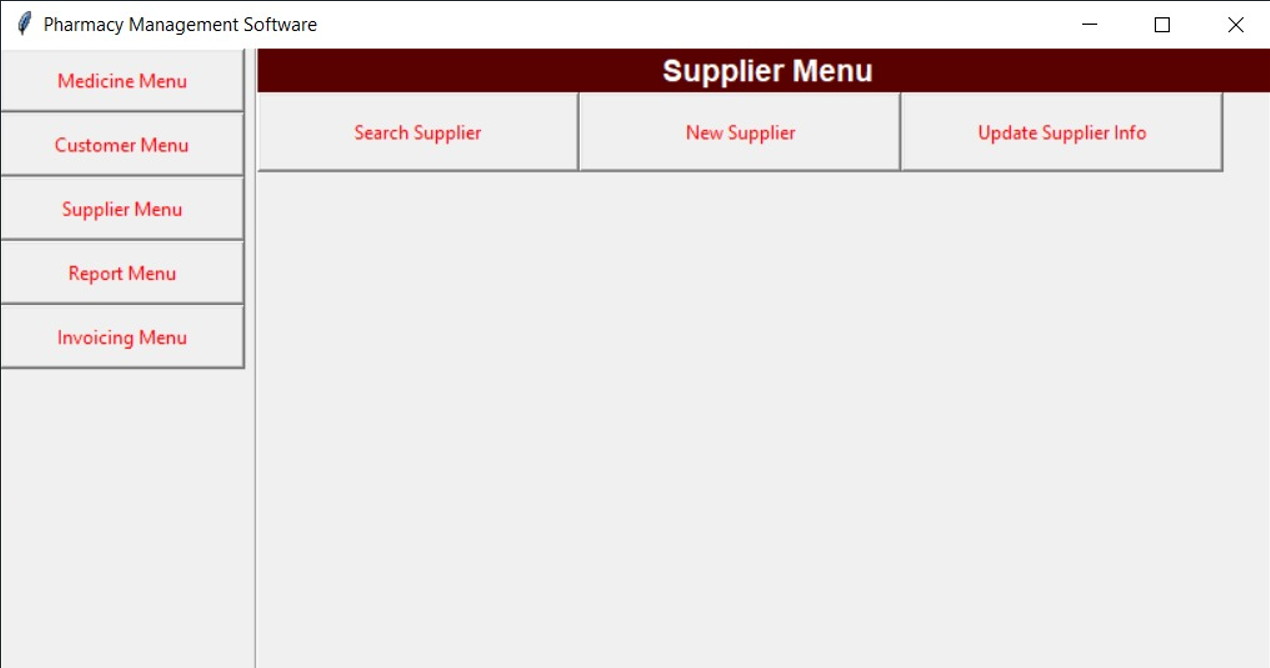 Pharmacy Management Software
Medicine Menu
Customer Menu
Supplier Menu
Report Menu
Invoicing Menu
Supplier Menu
Search Supplier
New Supplier
Update Supplier Info